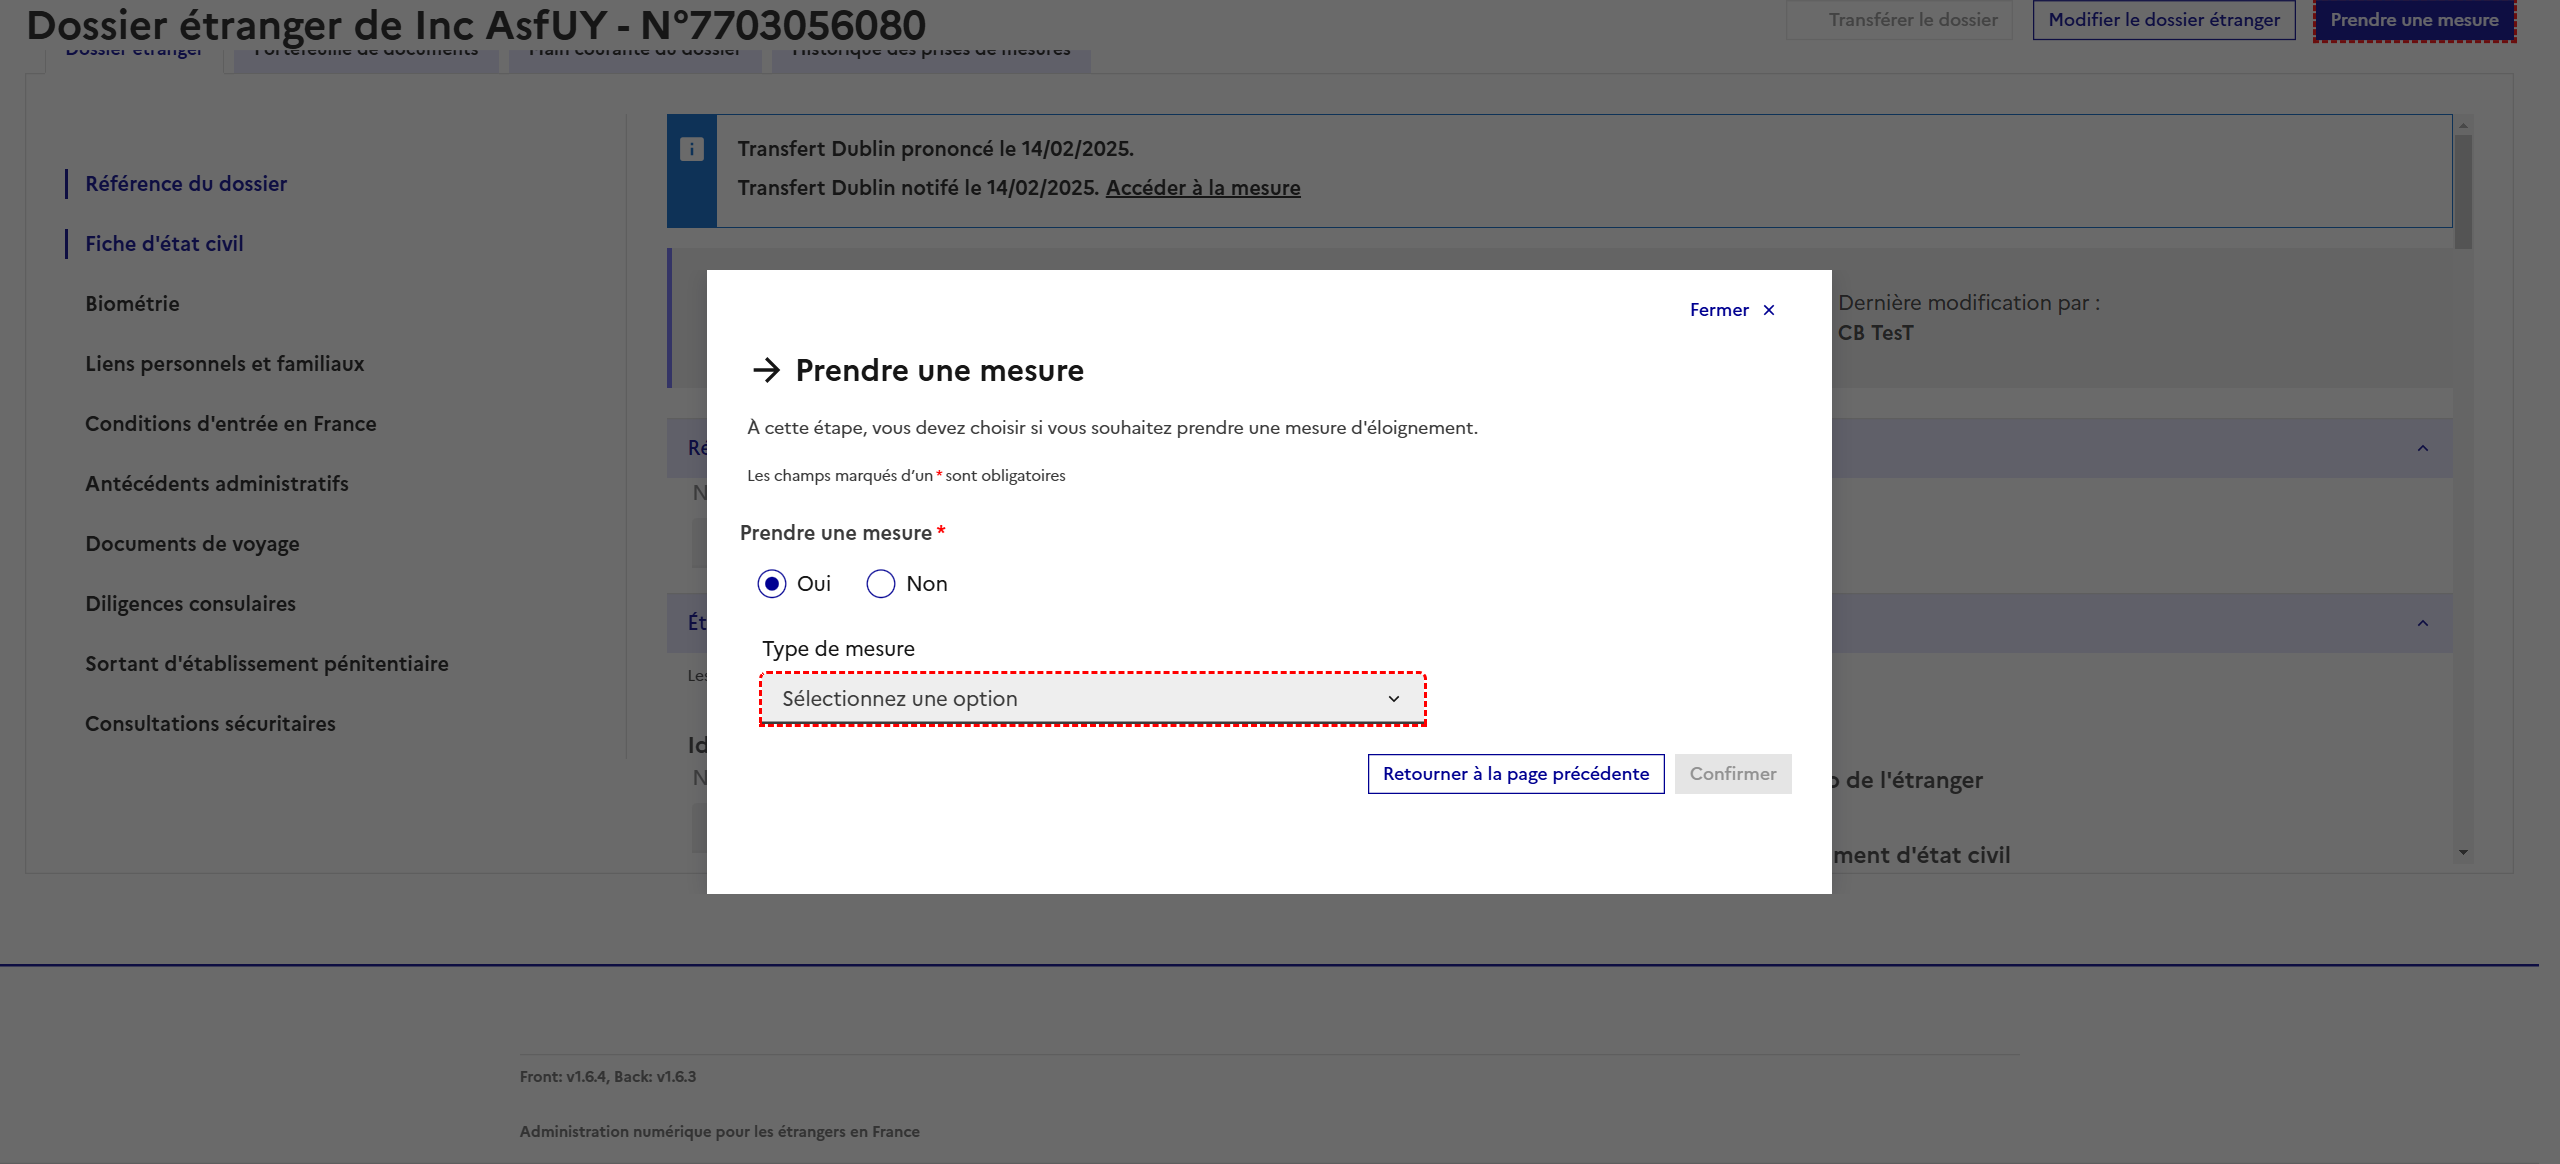 Dossier étranger de Inc AsfUY - N°7703056080
Transférer le dossier
Modifier le dossier étranger
Prendre une mesure
Dossier étranger
Portefeuille de documents
Main courante du dossier
Historique des prises de mesures
Référence du dossier
Fiche d'état civil
Biométrie
Liens personnels et familiaux
Conditions d'entrée en France
Antécédents administratifs
Documents de voyage
Diligences consulaires
Sortant d'établissement pénitentiaire
Consultations sécuritaires
Transfert Dublin prononcé le 14/02/2025.
Transfert Dublin notifé le 14/02/2025. Accéder à la mesure
Dernière modification par :
CB TesT
Fermer ×
→ Prendre une mesure
À cette étape, vous devez choisir si vous souhaitez prendre une mesure d'éloignement.
Les champs marqués d’un * sont obligatoires
Prendre une mesure *
Oui
Non
Type de mesure
Sélectionnez une option
Retourner à la page précédente
Confirmer
Ré
N
Ét
Les
Id
N
de l'étranger
ment d'état civil
Front: v1.6.4, Back: v1.6.3
Administration numérique pour les étrangers en France